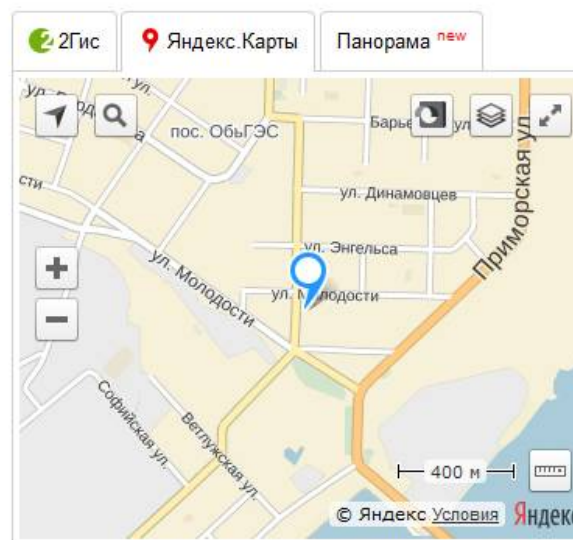 2Гис
Яндекс.Карты
Панорама new
пос. ОбьГЭС
ул. Динамовцев
ул. Энгельса
Приморская ул.
ул. Молодости
ул. Молодости
Софийская ул.
Ветлужская ул.
400 м
© Яндекс Условия
Яндекс